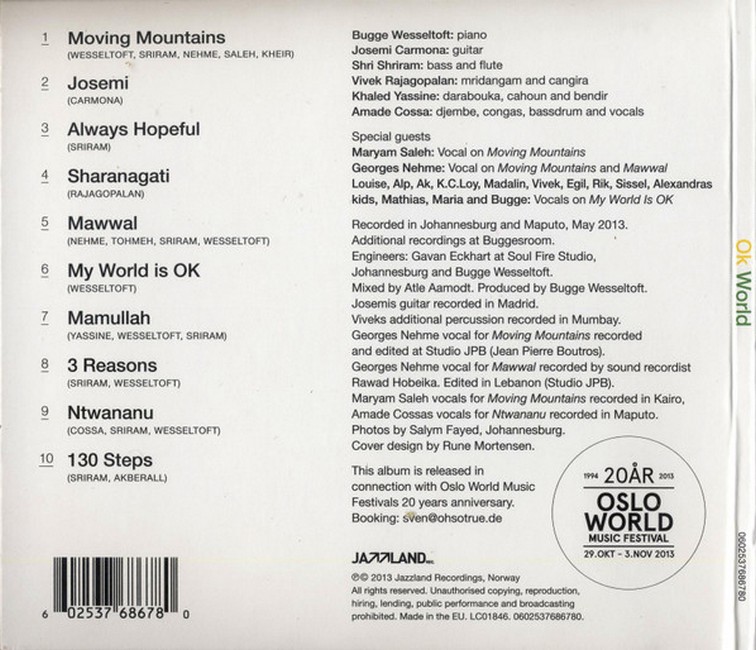 1 Moving Mountains
(WESSELTOFT, SRIRAM, NEHME, SALEH, KHEIR)
2 Josemi
(CARMONA)
3 Always Hopeful
(SRIRAM)
4 Sharanagati
(RAJAGOPALAN)
5 Mawwal
(NEHME, TOHMEH, SRIRAM, WESSELTOFT)
6 My World is OK
(WESSELTOFT)
7 Mamullah
(YASSINE, WESSELTOFT, SRIRAM)
8 3 Reasons
(SRIRAM, WESSELTOFT)
9 Ntwananu
(COSSA, SRIRAM, WESSELTOFT)
10 130 Steps
(SRIRAM, AKBERALL)
6 02537 68678 0
Bugge Wesseltoft: piano
Josemi Carmona: guitar
Shri Shriram: bass and flute
Vivek Rajagopalan: mridangam and cangira
Khaled Yassine: darabouka, cahoun and bendir
Amade Cossa: djembe, congas, bassdrum and vocals
Special guests
Maryam Saleh: Vocal on Moving Mountains
Georges Nehme: Vocal on Moving Mountains and Mawwal
Louise, Alp, Ak, K.C.Loy, Madalin, Vivek, Egil, Rik, Sissel, Alexandras
kids, Mathias, Maria and Bugge: Vocals on My World Is OK
Recorded in Johannesburg and Maputo, May 2013.
Additional recordings at Buggesroom.
Engineers: Gavan Eckhart at Soul Fire Studio,
Johannesburg and Bugge Wesseltoft.
Mixed by Atle Aamodt. Produced by Bugge Wesseltoft.
Josemis guitar recorded in Madrid.
Viveks additional percussion recorded in Mumbay.
Georges Nehme vocal for Moving Mountains recorded
and edited at Studio JPB (Jean Pierre Boutros).
Georges Nehme vocal for Mawwal recorded by sound recordist
Rawad Hobeika. Edited in Lebanon (Studio JPB).
Maryam Saleh vocals for Moving Mountains recorded in Kairo,
Amade Cossas vocals for Ntwananu recorded in Maputo.
Photos by Salym Fayed, Johannesburg.
Cover design by Rune Mortensen.
This album is released in
connection with Oslo World Music
Festivals 20 years anniversary.
Booking: sven@ohsotrue.de
1994 20ÅR 2013
OSLO
WORLD
MUSIC FESTIVAL
29.OKT - 3.NOV 2013
JAZZLAND REC.
℗© 2013 Jazzland Recordings, Norway
All rights reserved. Unauthorised copying, reproduction,
hiring, lending, public performance and broadcasting
prohibited. Made in the EU. LC01846. 0602537686780.
Ok World
0602537686780